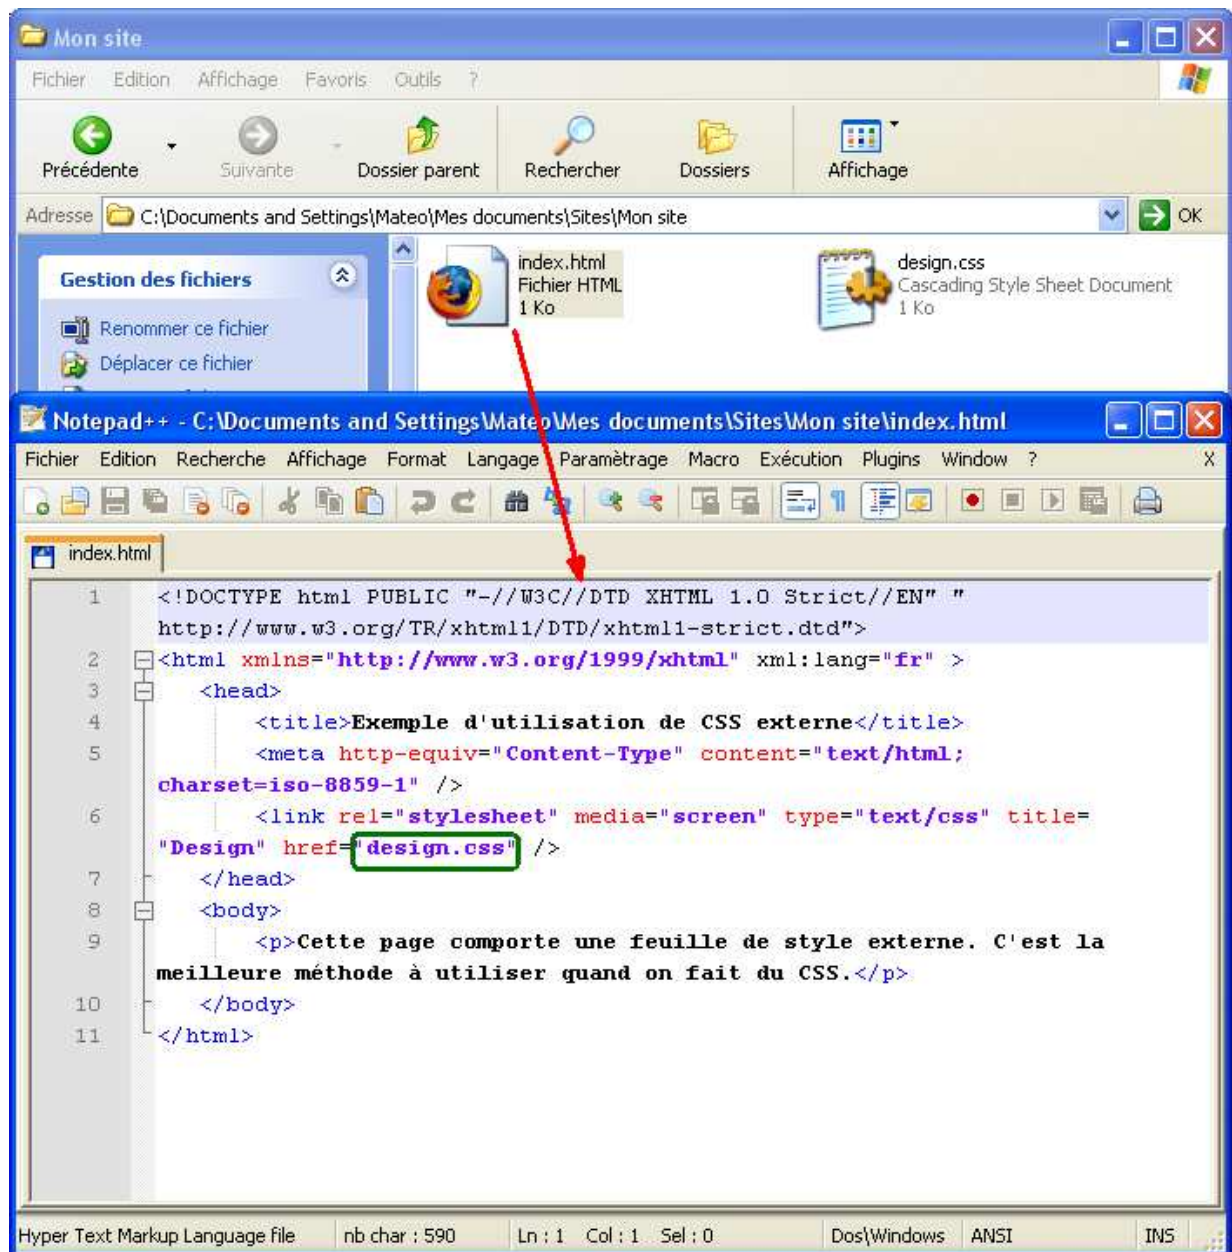 Mon site
Fichier Edition Affichage Favoris Outils ?
Précédente Suivante Dossier parent Rechercher Dossiers Affichage
Adresse C:\Documents and Settings\Mateo\Mes documents\Sites\Mon site OK
Gestion des fichiers
Renommer ce fichier
Déplacer ce fichier
index.html
Fichier HTML
1 Ko
design.css
Cascading Style Sheet Document
1 Ko
Notepad++ - C:\Documents and Settings\Mateo\Mes documents\Sites\Mon site\index.html
Fichier Edition Recherche Affichage Format Langage Paramètrage Macro Exécution Plugins Window ? X
index.html
1 <!DOCTYPE html PUBLIC "-//W3C//DTD XHTML 1.0 Strict//EN" "
http://www.w3.org/TR/xhtml1/DTD/xhtml1-strict.dtd">
2 <html xmlns="http://www.w3.org/1999/xhtml" xml:lang="fr" >
3 <head>
4 <title>Exemple d'utilisation de CSS externe</title>
5 <meta http-equiv="Content-Type" content="text/html;
charset=iso-8859-1" />
6 <link rel="stylesheet" media="screen" type="text/css" title=
"Design" href="design.css" />
7 </head>
8 <body>
9 <p>Cette page comporte une feuille de style externe. C'est la
meilleure méthode à utiliser quand on fait du CSS.</p>
10 </body>
11 </html>
Hyper Text Markup Language file nb char : 590 Ln : 1 Col : 1 Sel : 0 Dos\Windows ANSI INS